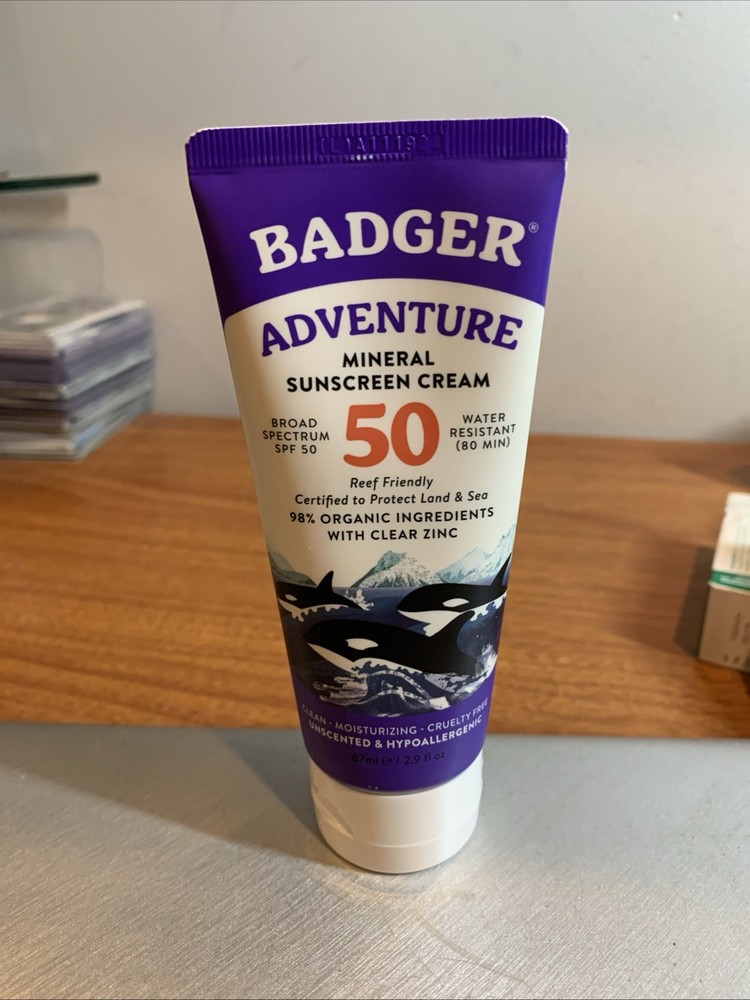 BADGER®
ADVENTURE
MINERAL
SUNSCREEN CREAM
BROAD
SPECTRUM
SPF 50
50
WATER
RESISTANT
(80 MIN)
Reef Friendly
Certified to Protect Land & Sea
98% ORGANIC INGREDIENTS
WITH CLEAR ZINC
CLEAN - MOISTURIZING - CRUELTY FREE
UNSCENTED & HYPOALLERGENIC
87ml ℮ / 2.9 fl oz